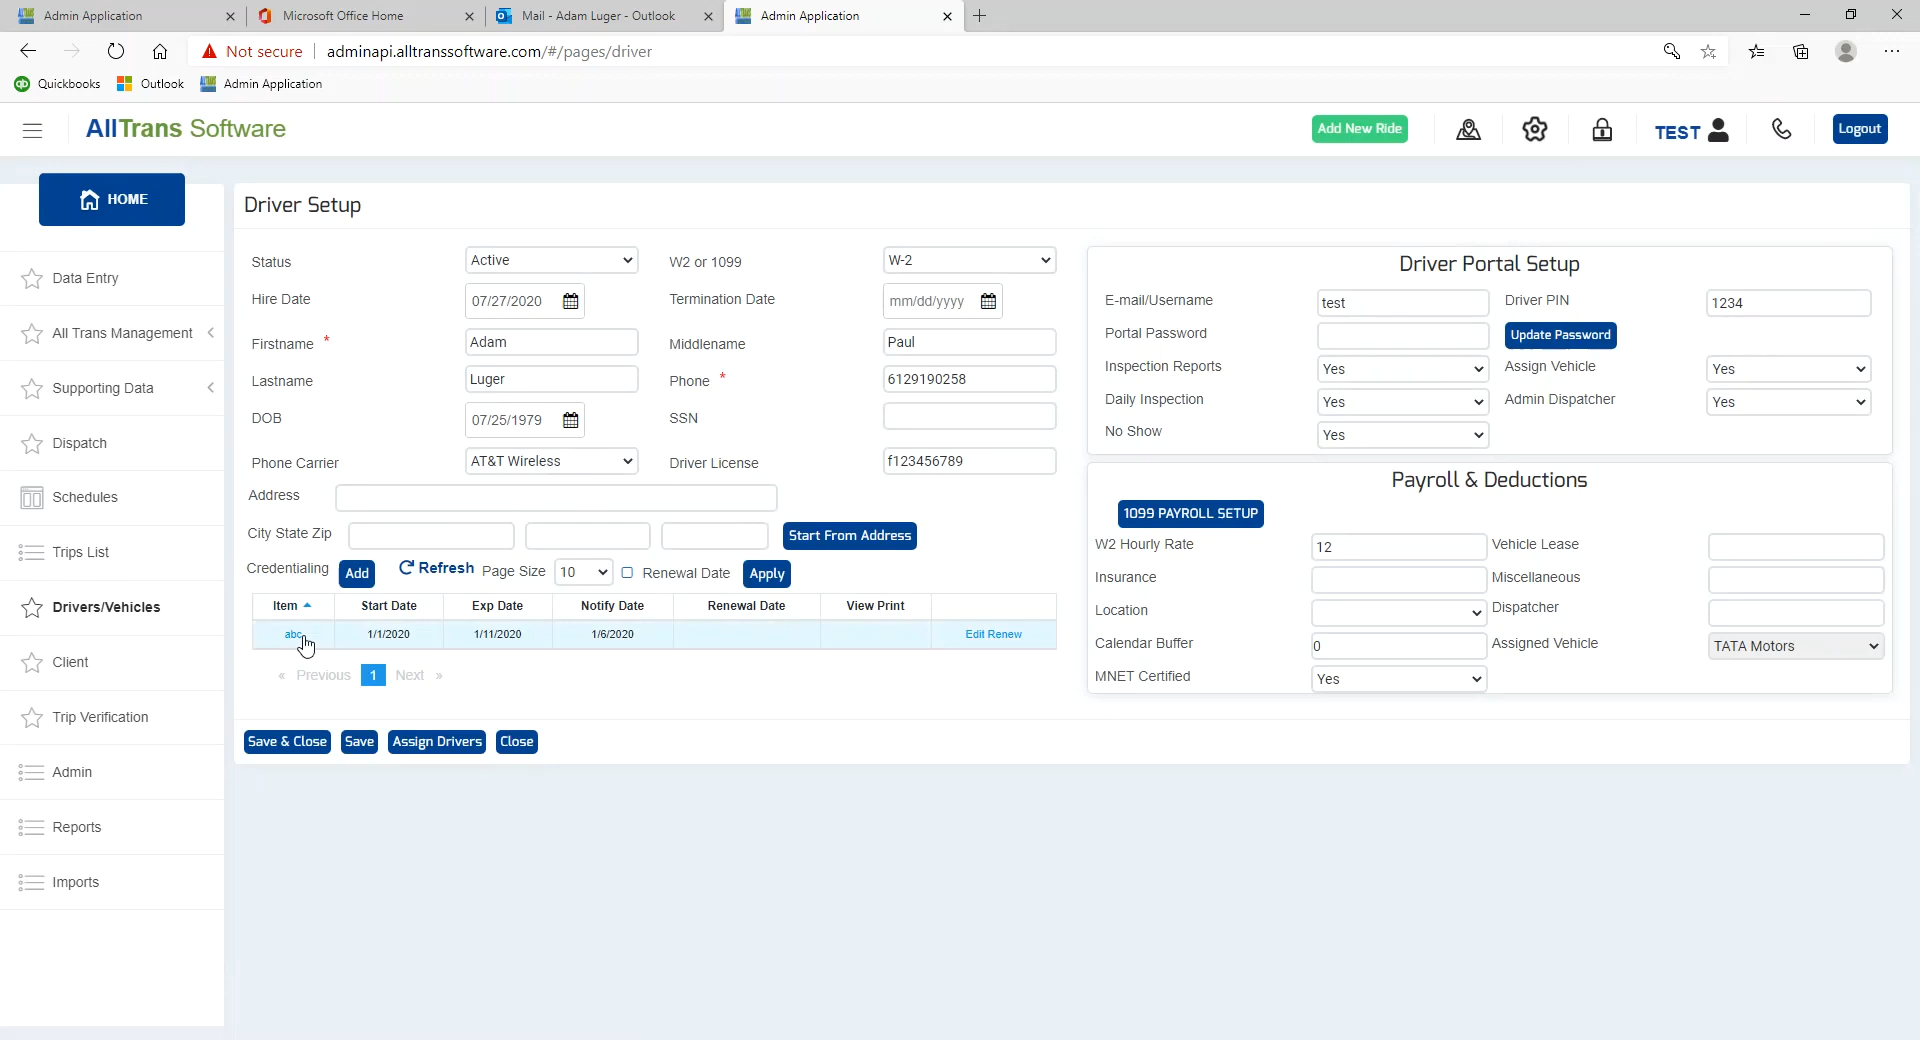 Admin Application
Microsoft Office Home
Mail - Adam Luger - Outlook
Admin Application
Not secure
adminapi.alltranssoftware.com/#/pages/driver
Quickbooks
Outlook
Admin Application
AllTrans Software
Add New Ride
TEST
Logout
HOME
Data Entry
All Trans Management
Supporting Data
Dispatch
Schedules
Trips List
Drivers/Vehicles
Client
Trip Verification
Admin
Reports
Imports
Driver Setup
Status Active W2 or 1099 W-2
Hire Date 07/27/2020 Termination Date mm/dd/yyyy
Firstname * Adam Middlename Paul
Lastname Luger Phone * 6129190258
DOB 07/25/1979 SSN
Phone Carrier AT&T Wireless Driver License f123456789
Address
City State Zip Start From Address
Credentialing Add Refresh Page Size 10 Renewal Date Apply
Item Start Date Exp Date Notify Date Renewal Date View Print
abc 1/1/2020 1/11/2020 1/6/2020 Edit Renew
« Previous 1 Next »
Save & Close Save Assign Drivers Close
Driver Portal Setup
E-mail/Username test Driver PIN 1234
Portal Password Update Password
Inspection Reports Yes Assign Vehicle Yes
Daily Inspection Yes Admin Dispatcher Yes
No Show Yes
Payroll & Deductions
1099 PAYROLL SETUP
W2 Hourly Rate 12 Vehicle Lease
Insurance Miscellaneous
Location Dispatcher
Calendar Buffer 0 Assigned Vehicle TATA Motors
MNET Certified Yes